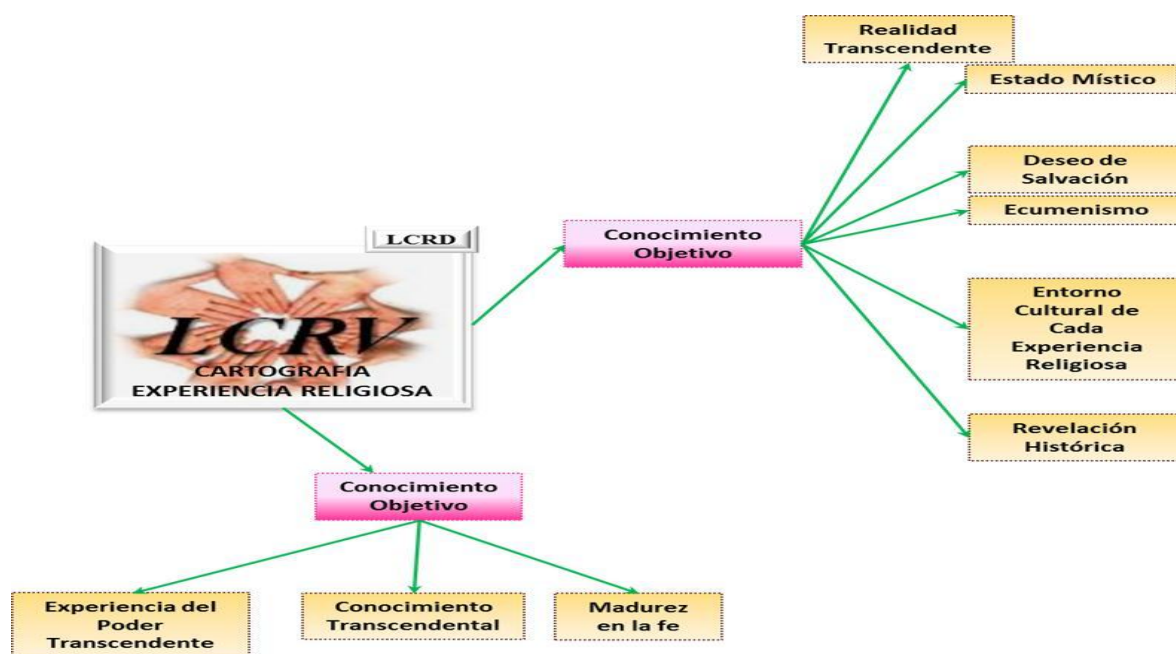 Realidad
Transcendente
Estado Místico
Deseo de
Salvación
Ecumenismo
Conocimiento
Objetivo
LCRD
LCRV
CARTOGRAFIA
EXPERIENCIA RELIGIOSA
Entorno
Cultural de
Cada
Experiencia
Religiosa
Revelación
Histórica
Conocimiento
Objetivo
Experiencia del
Poder
Transcendente
Conocimiento
Transcendental
Madurez
en la fe